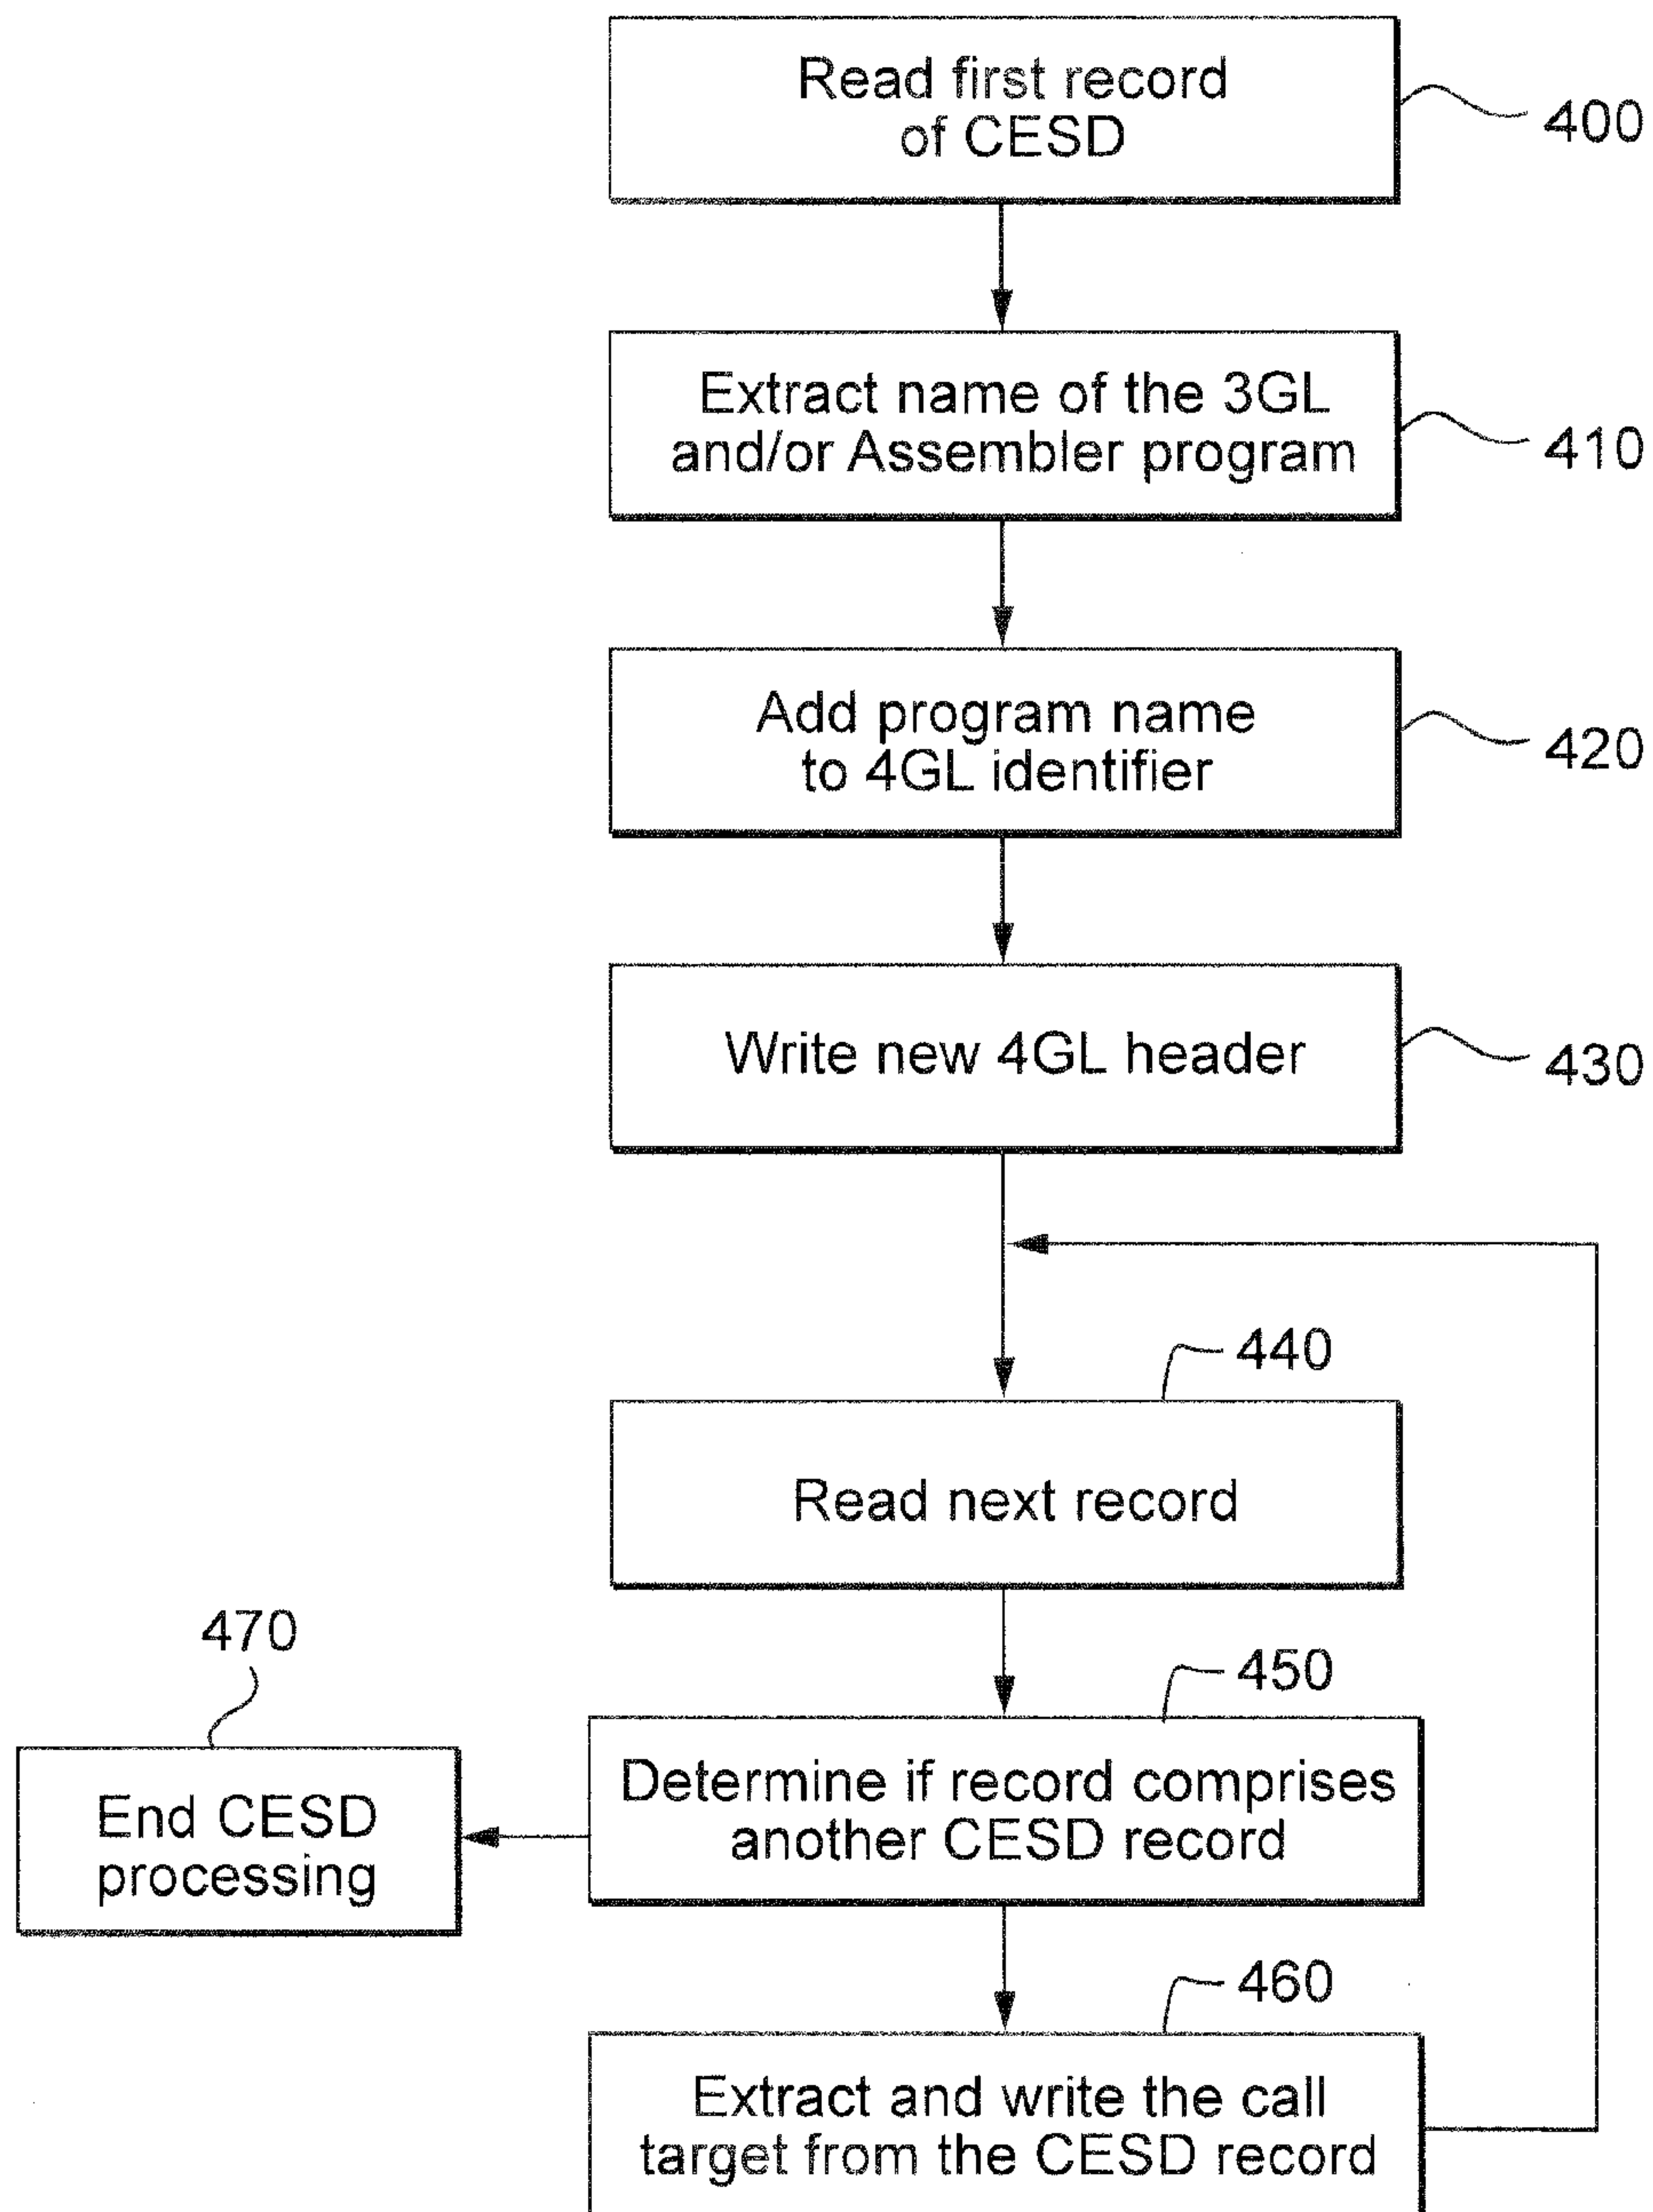 Read first record
of CESD
400
Extract name of the 3GL
and/or Assembler program
410
Add program name
to 4GL identifier
420
Write new 4GL header
430
440
Read next record
470
450
End CESD
processing
Determine if record comprises
another CESD record
460
Extract and write the call
target from the CESD record